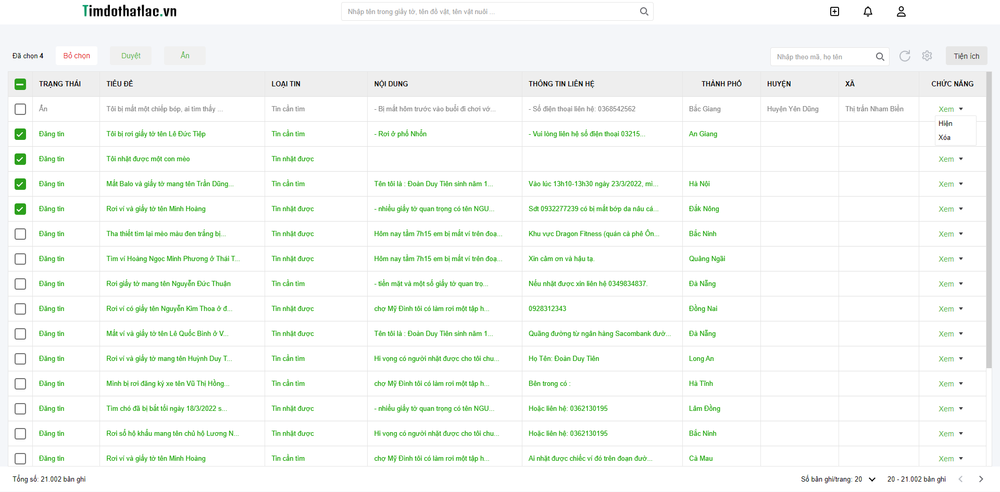 Timdothatlac.vn
Nhập tên trong giấy tờ, tên đồ vật, tên vật nuôi ...
Đã chọn 4 Bỏ chọn Duyệt Ẩn Nhập theo mã, họ tên Tiện ích
TRẠNG THÁI TIÊU ĐỀ LOẠI TIN NỘI DUNG THÔNG TIN LIÊN HỆ THÀNH PHỐ HUYỆN XÃ CHỨC NĂNG
Ẩn Tôi bị mất một chiếp bóp, ai tìm thấy ... Tin cần tìm - Bị mất hôm trước vào buổi đi chơi vớ... - Số điện thoại liên hệ: 0368542562 Bắc Giang Huyện Yên Dũng Thị trấn Nham Biền Xem
Hiện
Đăng tin Tôi bị rơi giấy tờ tên Lê Đức Tiệp Tin cần tìm - Rơi ở phố Nhổn - Vui lòng liên hệ số điện thoại 03215... An Giang
Xóa
Đăng tin Tôi nhặt được một con mèo Tin nhặt được Xem
Đăng tin Mất Balo và giấy tờ mang tên Trần Dũng... Tin cần tìm Tên tôi là : Đoàn Duy Tiên sinh năm 1... Vào lúc 13h10-13h30 ngày 23/3/2022, mì... Hà Nội Xem
Đăng tin Rơi ví và giấy tờ tên Minh Hoàng Tin nhặt được - nhiều giấy tờ quan trọng có tên NGU... Sdt 0932277239 có bị mất bớp da nâu cá... Đắk Nông Xem
Đăng tin Tha thiết tìm lại mèo màu đen trắng bị... Tin nhặt được Hôm nay tầm 7h15 em bị mất ví trên đoạ... Khu vực Dragon Fitness (quán cà phê Ôn... Bắc Ninh Xem
Đăng tin Tìm ví Hoàng Ngọc Minh Phương ở Thái T... Tin nhặt được Hôm nay tầm 7h15 em bị mất ví trên đoạ... Xin cảm ơn và hậu tạ. Quảng Ngãi Xem
Đăng tin Rơi giấy tờ mang tên Nguyễn Đức Thuận Tin cần tìm - tiền mặt và một số giấy tờ quan trọ... Nếu nhặt được xin liên hệ 0349834837. Đà Nẵng Xem
Đăng tin Rơi ví có giấy tên Nguyễn Kim Thoa ở đ... Tin nhặt được chợ Mỹ Đình tôi có làm rơi một tập h... 0928312343 Đồng Nai Xem
Đăng tin Mất ví và giấy tờ tên Lê Quốc Bình ở V... Tin nhặt được Tên tôi là : Đoàn Duy Tiên sinh năm 1... Quãng đường từ ngân hàng Sacombank đườ... Đà Nẵng Xem
Đăng tin Rơi ví và giấy tờ mang tên Huỳnh Duy T... Tin cần tìm Hi vọng có người nhặt được cho tôi chu... Họ Tên: Đoàn Duy Tiên Long An Xem
Đăng tin Mình bị rơi đăng ký xe tên Vũ Thị Hồng... Tin cần tìm chợ Mỹ Đình tôi có làm rơi một tập h... Bên trong có : Hà Tĩnh Xem
Đăng tin Tìm chó đã bị bắt tối ngày 18/3/2022 s... Tin nhặt được - nhiều giấy tờ quan trọng có tên NGU... Hoặc liên hệ: 0362130195 Lâm Đồng Xem
Đăng tin Rơi sổ hộ khẩu mang tên chủ hộ Lương N... Tin nhặt được Hi vọng có người nhặt được cho tôi chu... Hoặc liên hệ: 0362130195 Bắc Ninh Xem
Đăng tin Rơi ví và giấy tờ tên Minh Hoàng Tin cần tìm chợ Mỹ Đình tôi có làm rơi một tập h... Ai nhặt được chiếc ví đó trên đoạn đườ... Cà Mau Xem
Tổng số: 21.002 bản ghi Số bản ghi/trang: 20 20 - 21.002 bản ghi